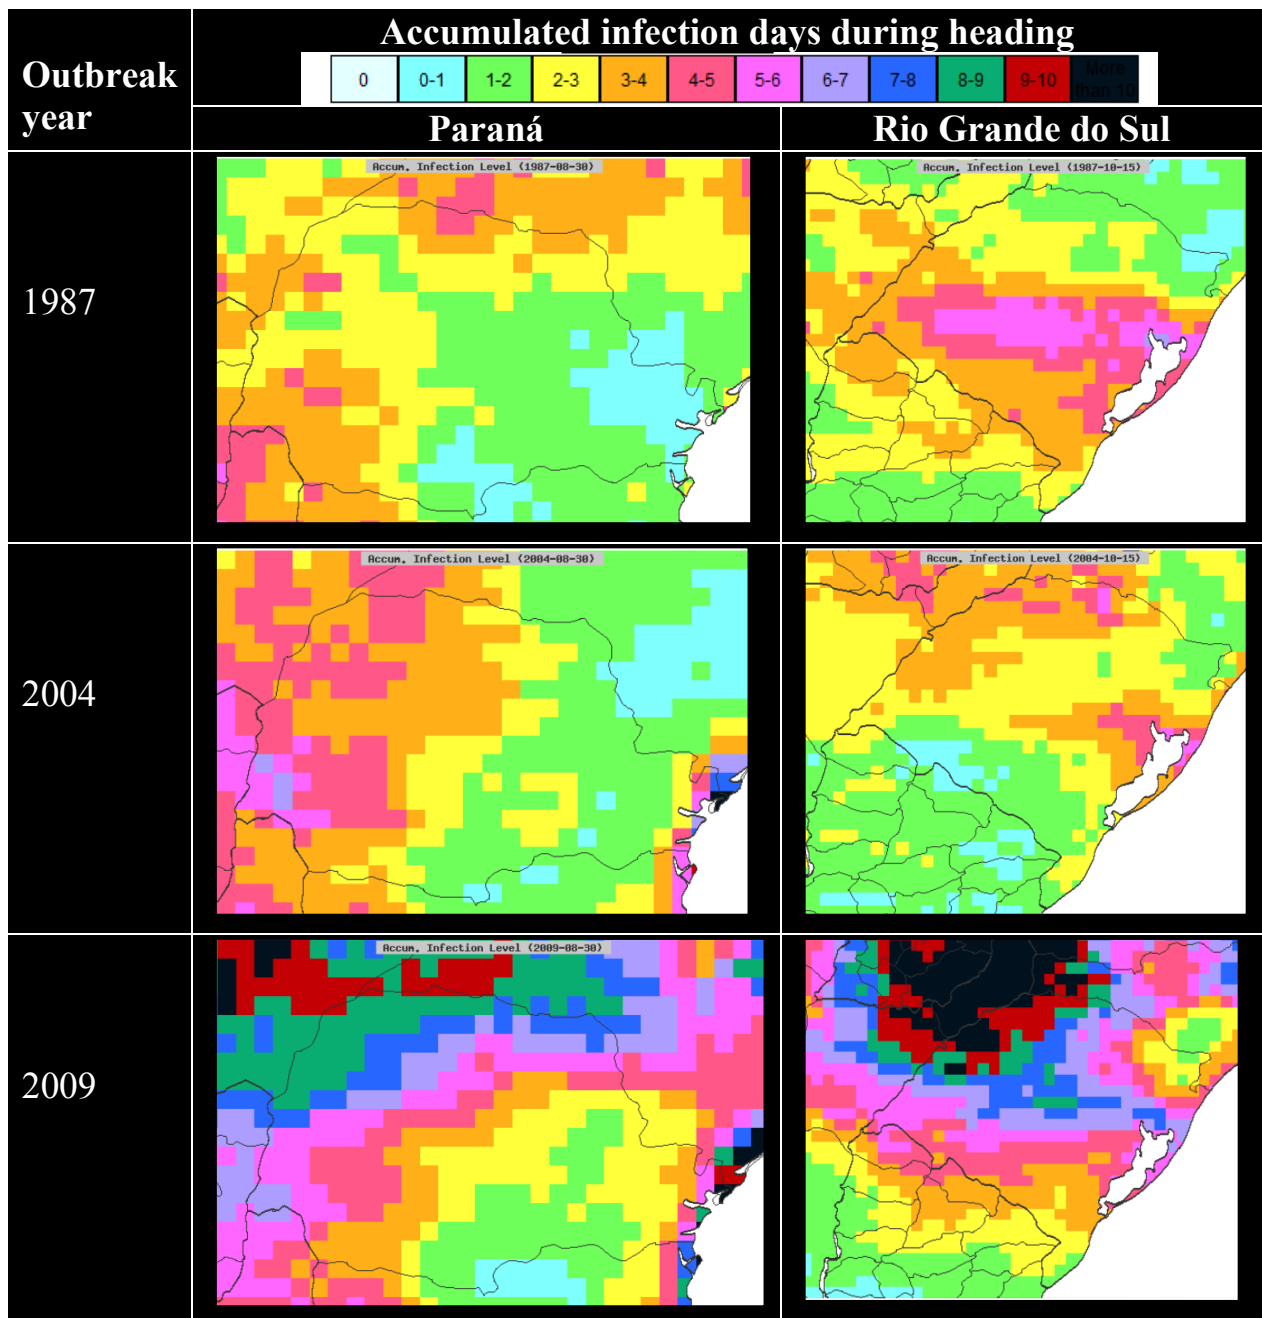 Outbreak
year
Accumulated infection days during heading
0 0-1 1-2 2-3 3-4 4-5 5-6 6-7 7-8 8-9 9-10 More
than 10
Paraná Rio Grande do Sul
1987
Accum. Infection Level (1987-08-30)
Accum. Infection Level (1987-10-15)
2004
Accum. Infection Level (2004-08-30)
Accum. Infection Level (2004-10-15)
2009
Accum. Infection Level (2009-08-30)